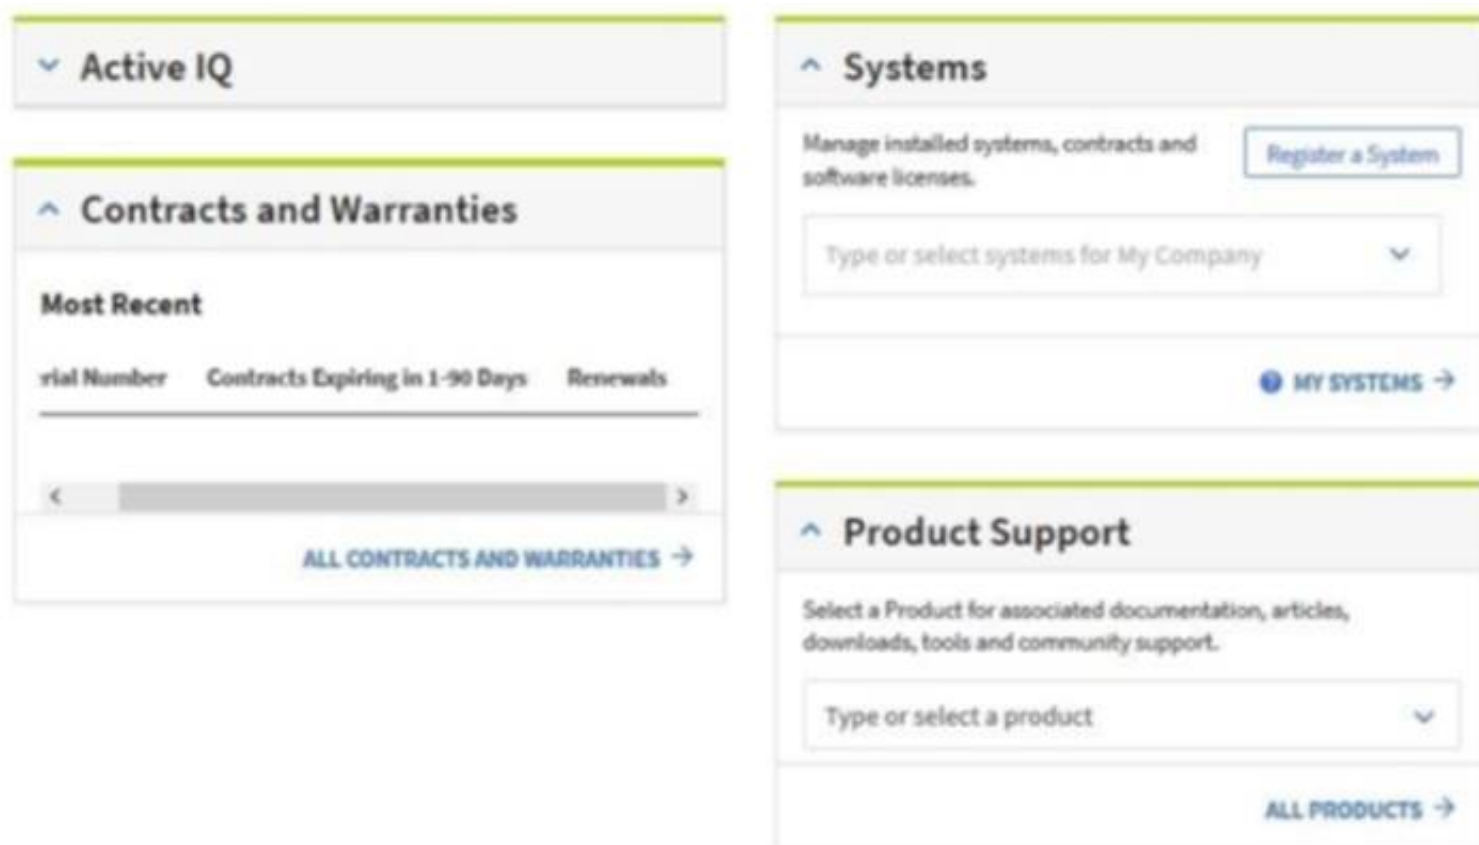 Active IQ
Contracts and Warranties
Most Recent
rial Number Contracts Expiring in 1-90 Days Renewals
ALL CONTRACTS AND WARRANTIES
Systems
Manage installed systems, contracts and
software licenses.
Register a System
Type or select systems for My Company
? MY SYSTEMS
Product Support
Select a Product for associated documentation, articles,
downloads, tools and community support.
Type or select a product
ALL PRODUCTS